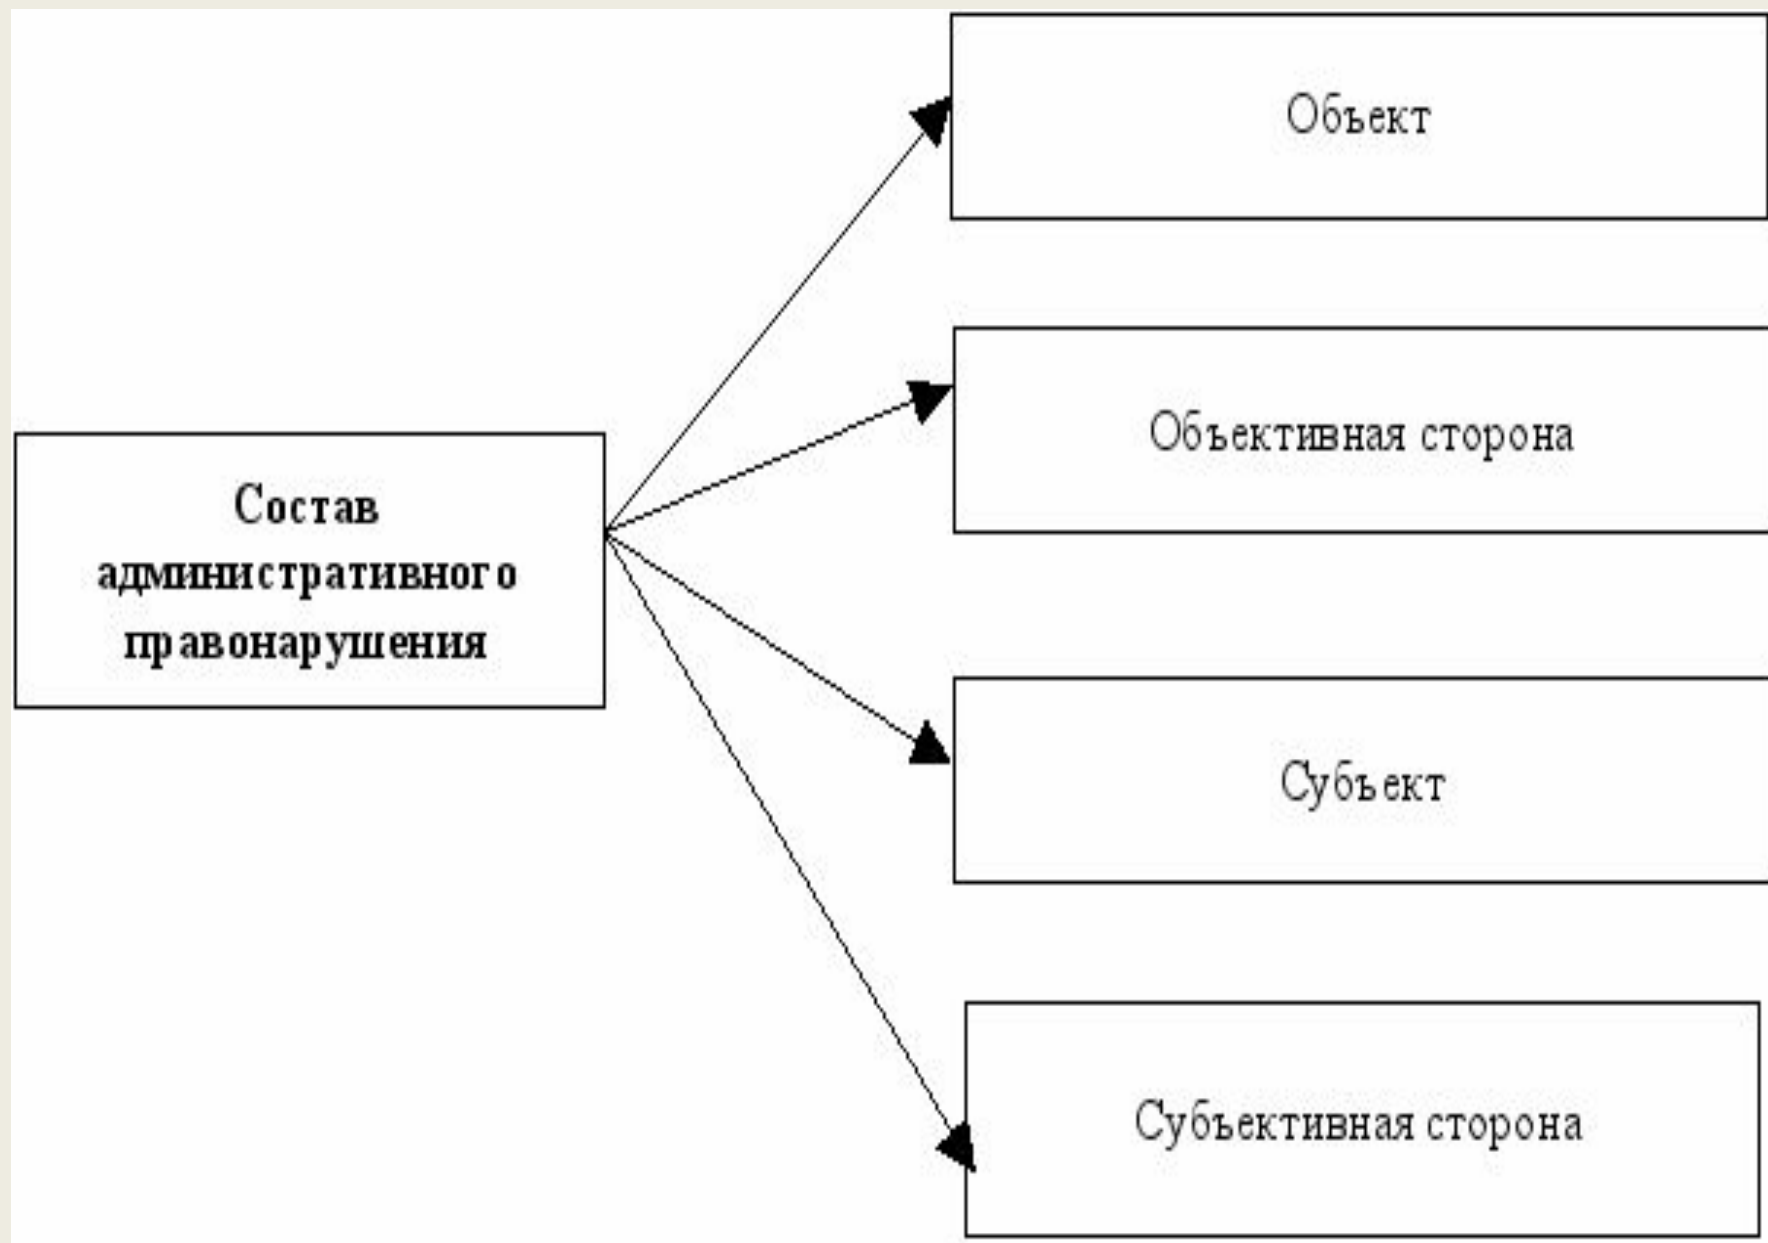 Объект
Объективная сторона
Состав
административного
правонарушения
Субъект
Субъективная сторона